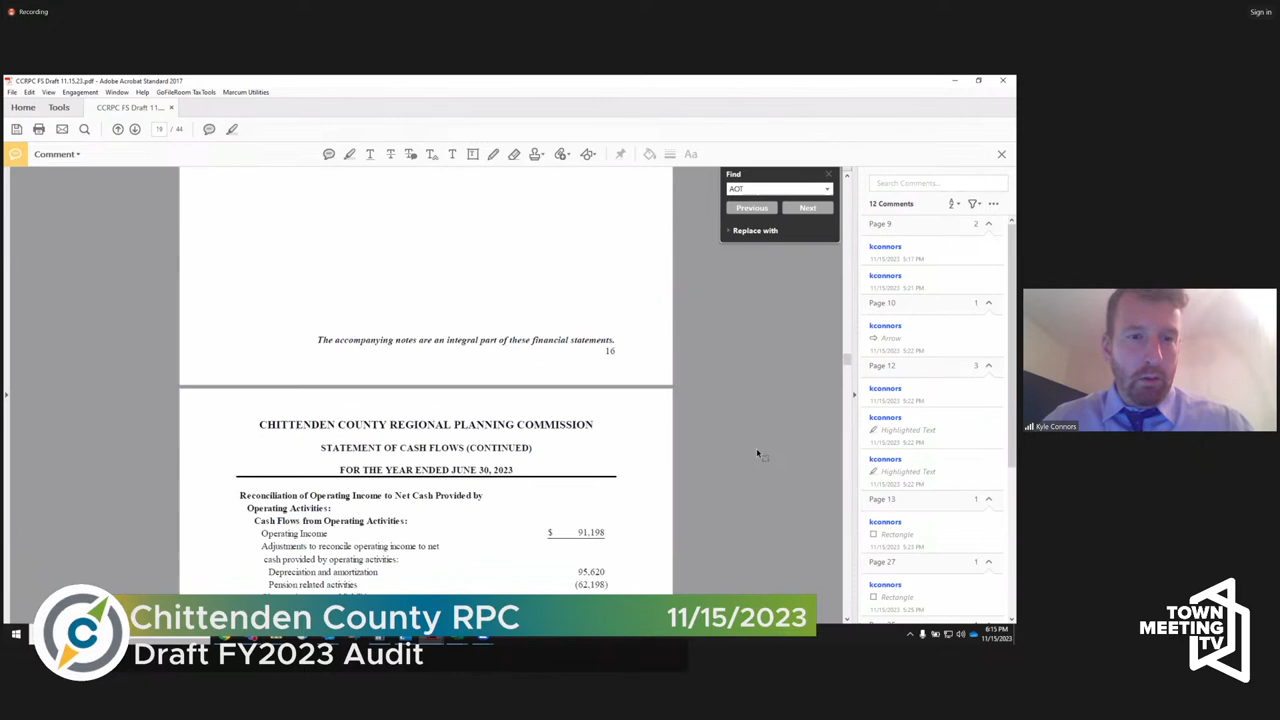 Recording
Sign in
CCRPC FS Draft 11.15.23.pdf - Adobe Acrobat Standard 2017
File Edit View Engagement Window Help GoFileRoom TaxTools Marcum Utilities
Home Tools CCRPC FS Draft 11.... ×
19 / 44
Comment
Aa
Find
AOT
Previous Next
Replace with
Search Comments...
12 Comments
Page 9 2
kconnors
11/15/2023 5:17 PM
kconnors
11/15/2023 5:21 PM
Page 10 1
kconnors
Arrow
11/15/2023 5:22 PM
Page 12 3
kconnors
11/15/2023 5:22 PM
kconnors
Highlighted Text
11/15/2023 5:22 PM
kconnors
Highlighted Text
11/15/2023 5:22 PM
Page 13 1
kconnors
Rectangle
11/15/2023 5:23 PM
Page 27 1
kconnors
Rectangle
11/15/2023 5:25 PM
The accompanying notes are an integral part of these financial statements.
16
CHITTENDEN COUNTY REGIONAL PLANNING COMMISSION
STATEMENT OF CASH FLOWS (CONTINUED)
FOR THE YEAR ENDED JUNE 30, 2023
Reconciliation of Operating Income to Net Cash Provided by
Operating Activities:
Cash Flows from Operating Activities:
Operating Income $ 91,198
Adjustments to reconcile operating income to net
cash provided by operating activities:
Depreciation and amortization 95,620
Pension related activities (62,198)
Kyle Connors
C
Chittenden County RPC 11/15/2023
Draft FY2023 Audit
6:15 PM
11/15/2023
TOWN
MEETING
TV